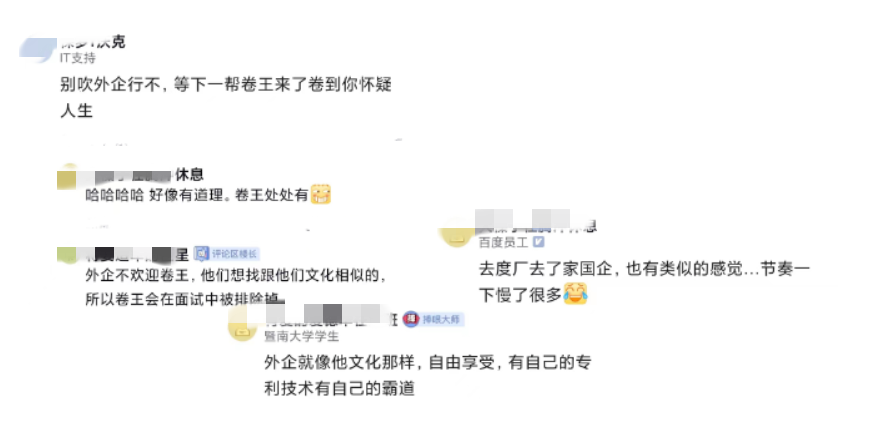 沃克
IT支持
别吹外企行不，等下一帮卷王来了卷到你怀疑
人生
休息
哈哈哈哈 好像有道理。卷王处处有
星 评论区楼长
外企不欢迎卷王，他们想找跟他们文化相似的，
所以卷王会在面试中被排除掉
百度员工
去度厂去了家国企，也有类似的感觉...节奏一
下慢了很多
班 摔跟大师
暨南大学学生
外企就像他文化那样，自由享受，有自己的专
利技术有自己的霸道